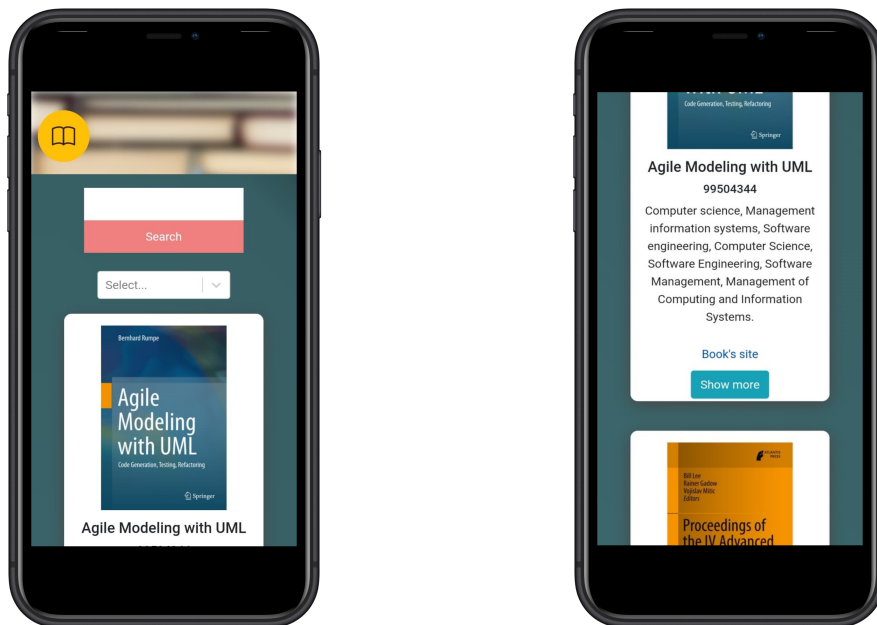 Search
Select...
Bernhard Rumpe
Agile
Modeling
with UML
Code Generation, Testing, Refactoring
Springer
Agile Modeling with UML
Code Generation, Testing, Refactoring
Springer
Agile Modeling with UML
99504344
Computer science, Management
information systems, Software
engineering, Computer Science,
Software Engineering, Software
Management, Management of
Computing and Information
Systems.
Book's site
Show more
ATLANTIS
PRESS
Bill Lee
Rainer Gadow
Vojislav Mitic
Editors
Proceedings of
the IV Advanced